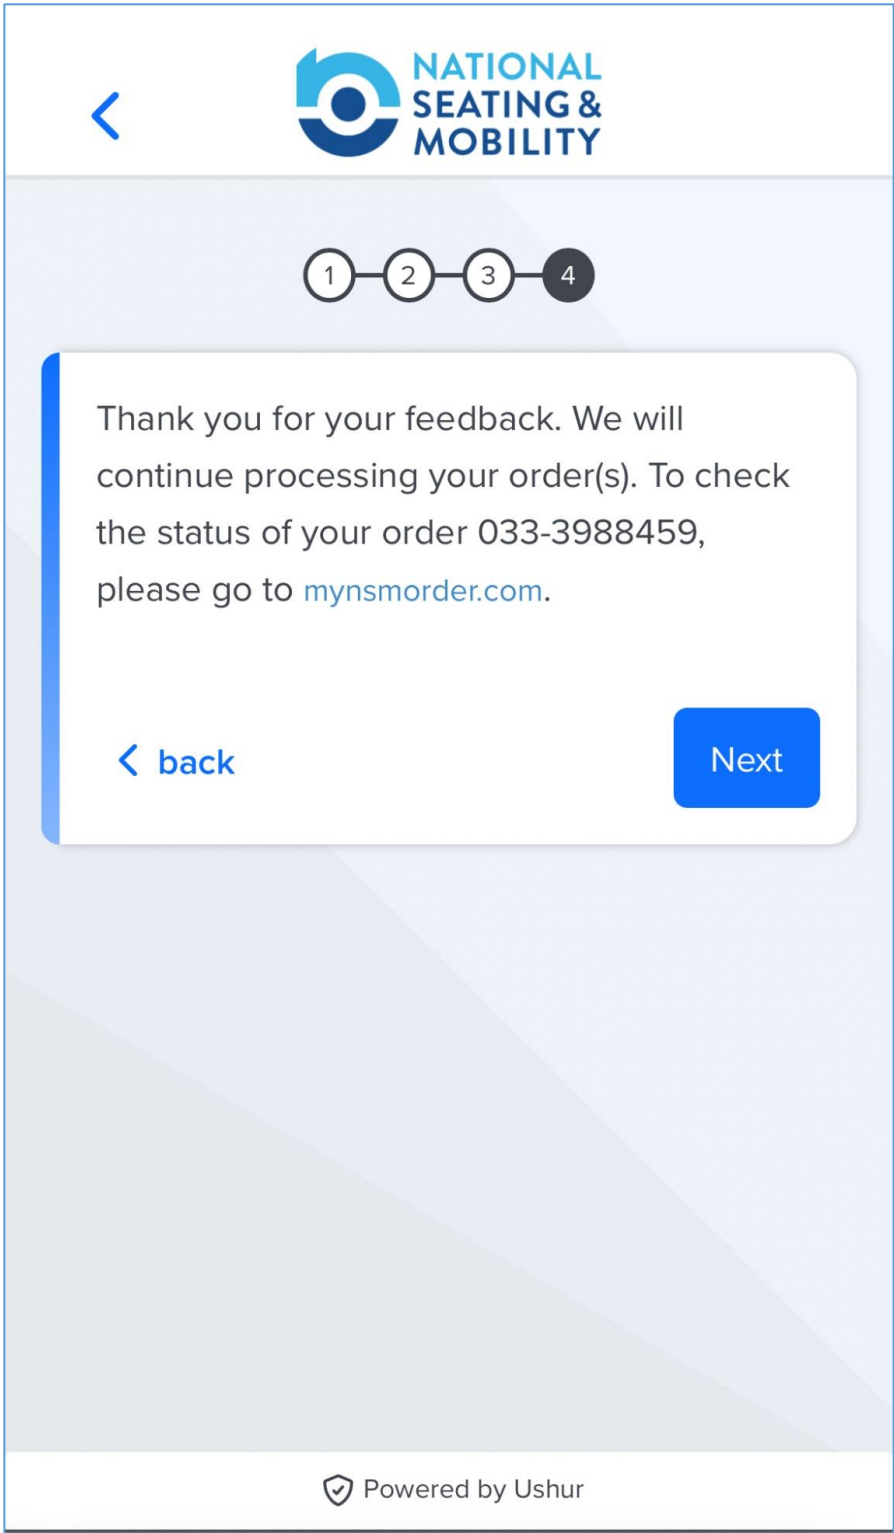 NATIONAL
SEATING &
MOBILITY
1 2 3 4
Thank you for your feedback. We will
continue processing your order(s). To check
the status of your order 033-3988459,
please go to mynsmorder.com.
back
Next
Powered by Ushur